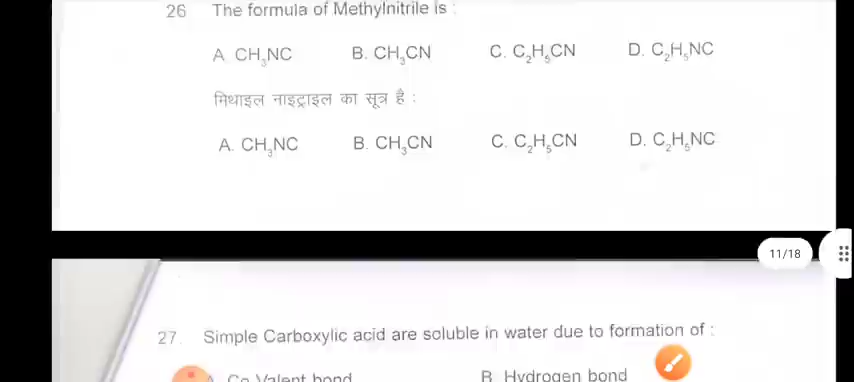 26 The formula of Methylnitrile is :
A. CH₃NC B. CH₃CN C. C₂H₅CN D. C₂H₅NC
मिथाइल नाइट्राइल का सूत्र है :
A. CH₃NC B. CH₃CN C. C₂H₅CN D. C₂H₅NC
11/18
27. Simple Carboxylic acid are soluble in water due to formation of :
A. Co Valent bond B. Hydrogen bond